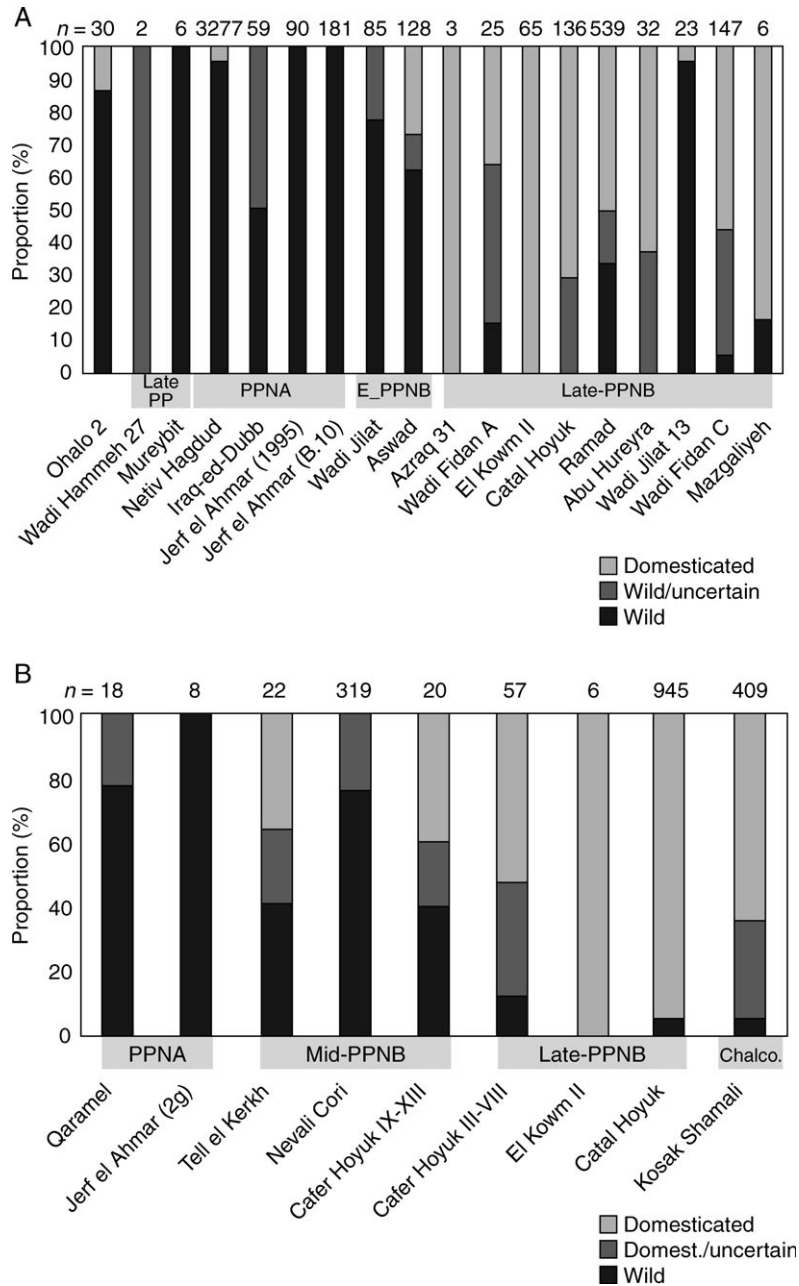 A
n = 30 2 6 3277 59 90 181 85 128 3 25 65 136 539 32 23 147 6
100
90
80
70
60
50
40
30
20
10
0
Proportion (%)
Late PPNA E_PPNB Late-PPNB
PP
Ohalo 2
Wadi Hammeh 27
Mureybit
Netiv Hagdud
Iraq-ed-Dubb
Jerf el Ahmar (1995)
Jerf el Ahmar (B.10)
Wadi Jilat
Aswad
Azraq 31
Wadi Fidan A
El Kowm II
Catal Hoyuk
Ramad
Abu Hureyra
Wadi Jilat 13
Wadi Fidan C
Mazgaliyeh
Domesticated
Wild/uncertain
Wild
B
n = 18 8 22 319 20 57 6 945 409
100
80
60
40
20
0
Proportion (%)
PPNA Mid-PPNB Late-PPNB Chalco.
Qaramel
Jerf el Ahmar (2g)
Tell el Kerkh
Nevali Cori
Cafer Hoyuk IX-XIII
Cafer Hoyuk III-VIII
El Kowm II
Catal Hoyuk
Kosak Shamali
Domesticated
Domest./uncertain
Wild